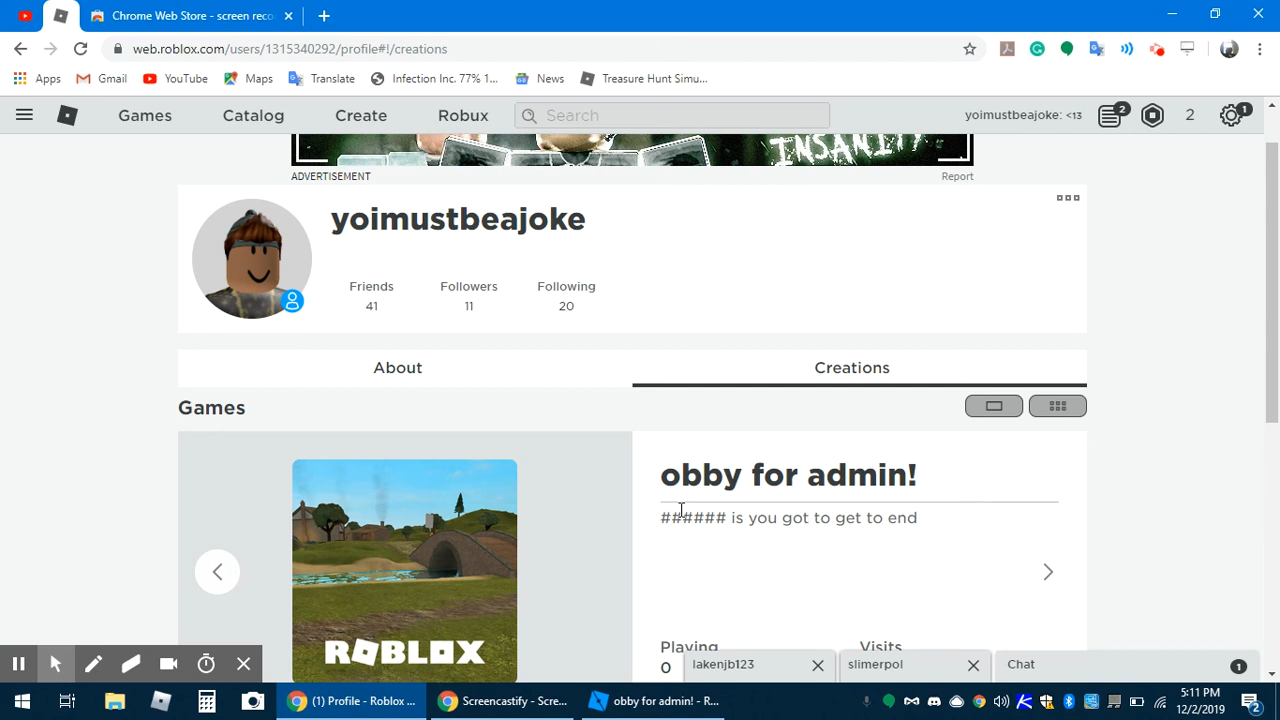 Chrome Web Store - screen reco
web.roblox.com/users/1315340292/profile#!/creations
Apps Gmail YouTube Maps Translate Infection Inc. 77% 1... News Treasure Hunt Simu...
Games Catalog Create Robux Search yoimustbeajoke: <13 2 2 1
INSANITY
ADVERTISEMENT Report
yoimustbeajoke
Friends Followers Following
41 11 20
About Creations
Games
obby for admin!
###### is you got to get to end
ROBLOX
Playing Visits
0
lakenjb123 slimerpol Chat 1
(1) Profile - Roblox ... Screencastify - Scre... obby for admin! - R...
5:11 PM
12/2/2019
2